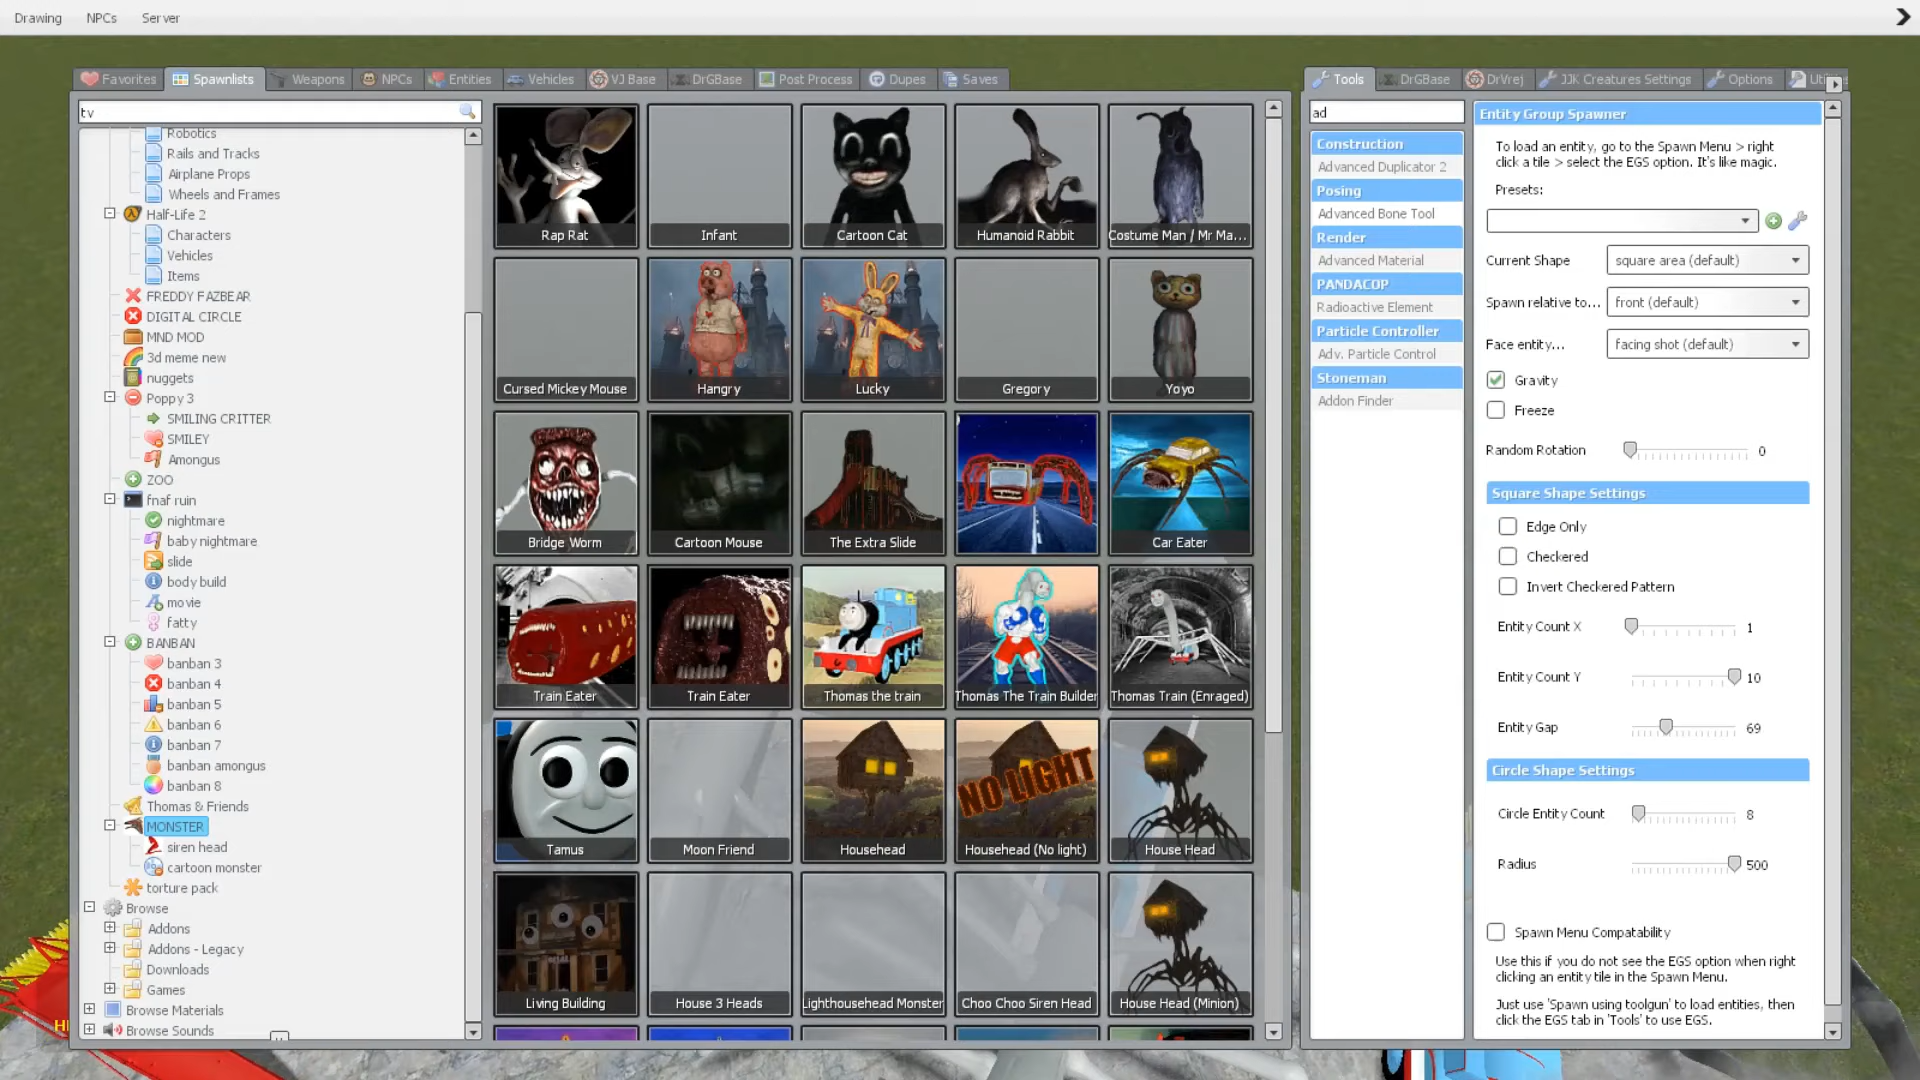 Drawing NPCs Server
Favorites Spawnlists Weapons NPCs Entities Vehicles VJ Base DrGBase Post Process Dupes Saves
tv
Robotics
Rails and Tracks
Airplane Props
Wheels and Frames
Half-Life 2
Characters
Vehicles
Items
FREDDY FAZBEAR
DIGITAL CIRCLE
MND MOD
3d meme new
nuggets
Poppy 3
SMILING CRITTER
SMILEY
Amongus
ZOO
fnaf ruin
nightmare
baby nightmare
slide
body build
movie
fatty
BANBAN
banban 3
banban 4
banban 5
banban 6
banban 7
banban amongus
banban 8
Thomas & Friends
MONSTER
siren head
cartoon monster
torture pack
Browse
Addons
Addons - Legacy
Downloads
Games
Browse Materials
Browse Sounds
Rap Rat
Infant
Cartoon Cat
Humanoid Rabbit
Costume Man / Mr Ma...
Cursed Mickey Mouse
Hangry
Lucky
Gregory
Yoyo
Bridge Worm
Cartoon Mouse
The Extra Slide
Car Eater
Train Eater
Train Eater
Thomas the train
Thomas The Train Builder
Thomas Train (Enraged)
Tamus
Moon Friend
Househead
NO LIGHT
Househead (No light)
House Head
Living Building
House 3 Heads
Lighthousehead Monster
Choo Choo Siren Head
House Head (Minion)
Tools DrGBase DrVrej JJK Creatures Settings Options
ad
Construction
Advanced Duplicator 2
Posing
Advanced Bone Tool
Render
Advanced Material
PANDACOP
Radioactive Element
Particle Controller
Adv. Particle Control
Stoneman
Addon Finder
Entity Group Spawner
To load an entity, go to the Spawn Menu > right
click a tile > select the EGS option. It's like magic.
Presets:
Current Shape square area (default)
Spawn relative to... front (default)
Face entity... facing shot (default)
Gravity
Freeze
Random Rotation 0
Square Shape Settings
Edge Only
Checkered
Invert Checkered Pattern
Entity Count X 1
Entity Count Y 10
Entity Gap 69
Circle Shape Settings
Circle Entity Count 8
Radius 500
Spawn Menu Compatability
Use this if you do not see the EGS option when right
clicking an entity tile in the Spawn Menu.
Just use 'Spawn using toolgun' to load entities, then
click the EGS tab in 'Tools' to use EGS.